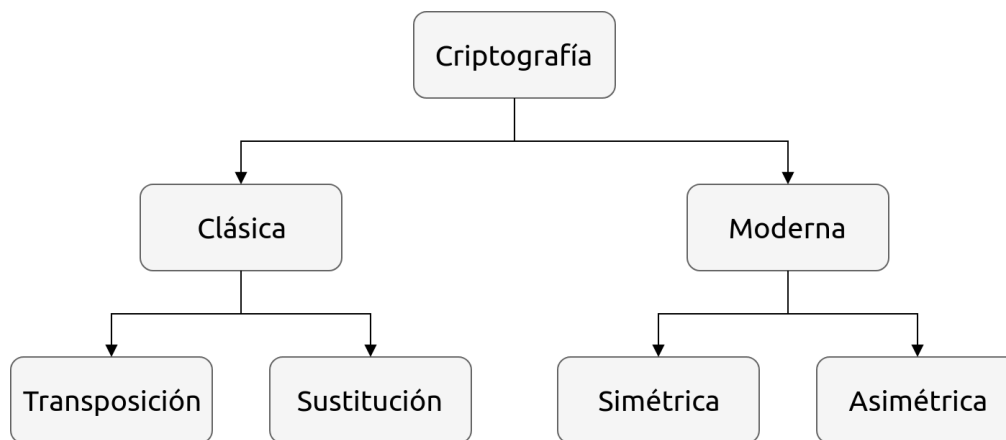 Criptografía
Clásica
Moderna
Transposición
Sustitución
Simétrica
Asimétrica